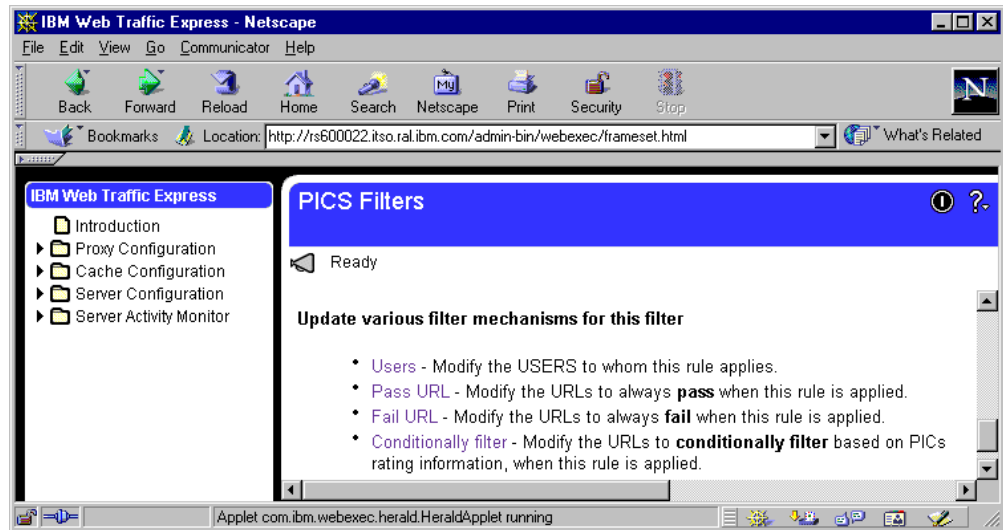 IBM Web Traffic Express - Netscape
File Edit View Go Communicator Help
My
N
Back Forward Reload Home Search Netscape Print Security Stop
Bookmarks Location: http://rs600022.itso.ral.ibm.com/admin-bin/webexec/frameset.html What's Related
IBM Web Traffic Express
Introduction
Proxy Configuration
Cache Configuration
Server Configuration
Server Activity Monitor
PICS Filters
?
Ready
Update various filter mechanisms for this filter
• Users - Modify the USERS to whom this rule applies.
• Pass URL - Modify the URLs to always pass when this rule is applied.
• Fail URL - Modify the URLs to always fail when this rule is applied.
• Conditionally filter - Modify the URLs to conditionally filter based on PICs
rating information, when this rule is applied.
Applet com.ibm.webexec.herald.HeraldApplet running